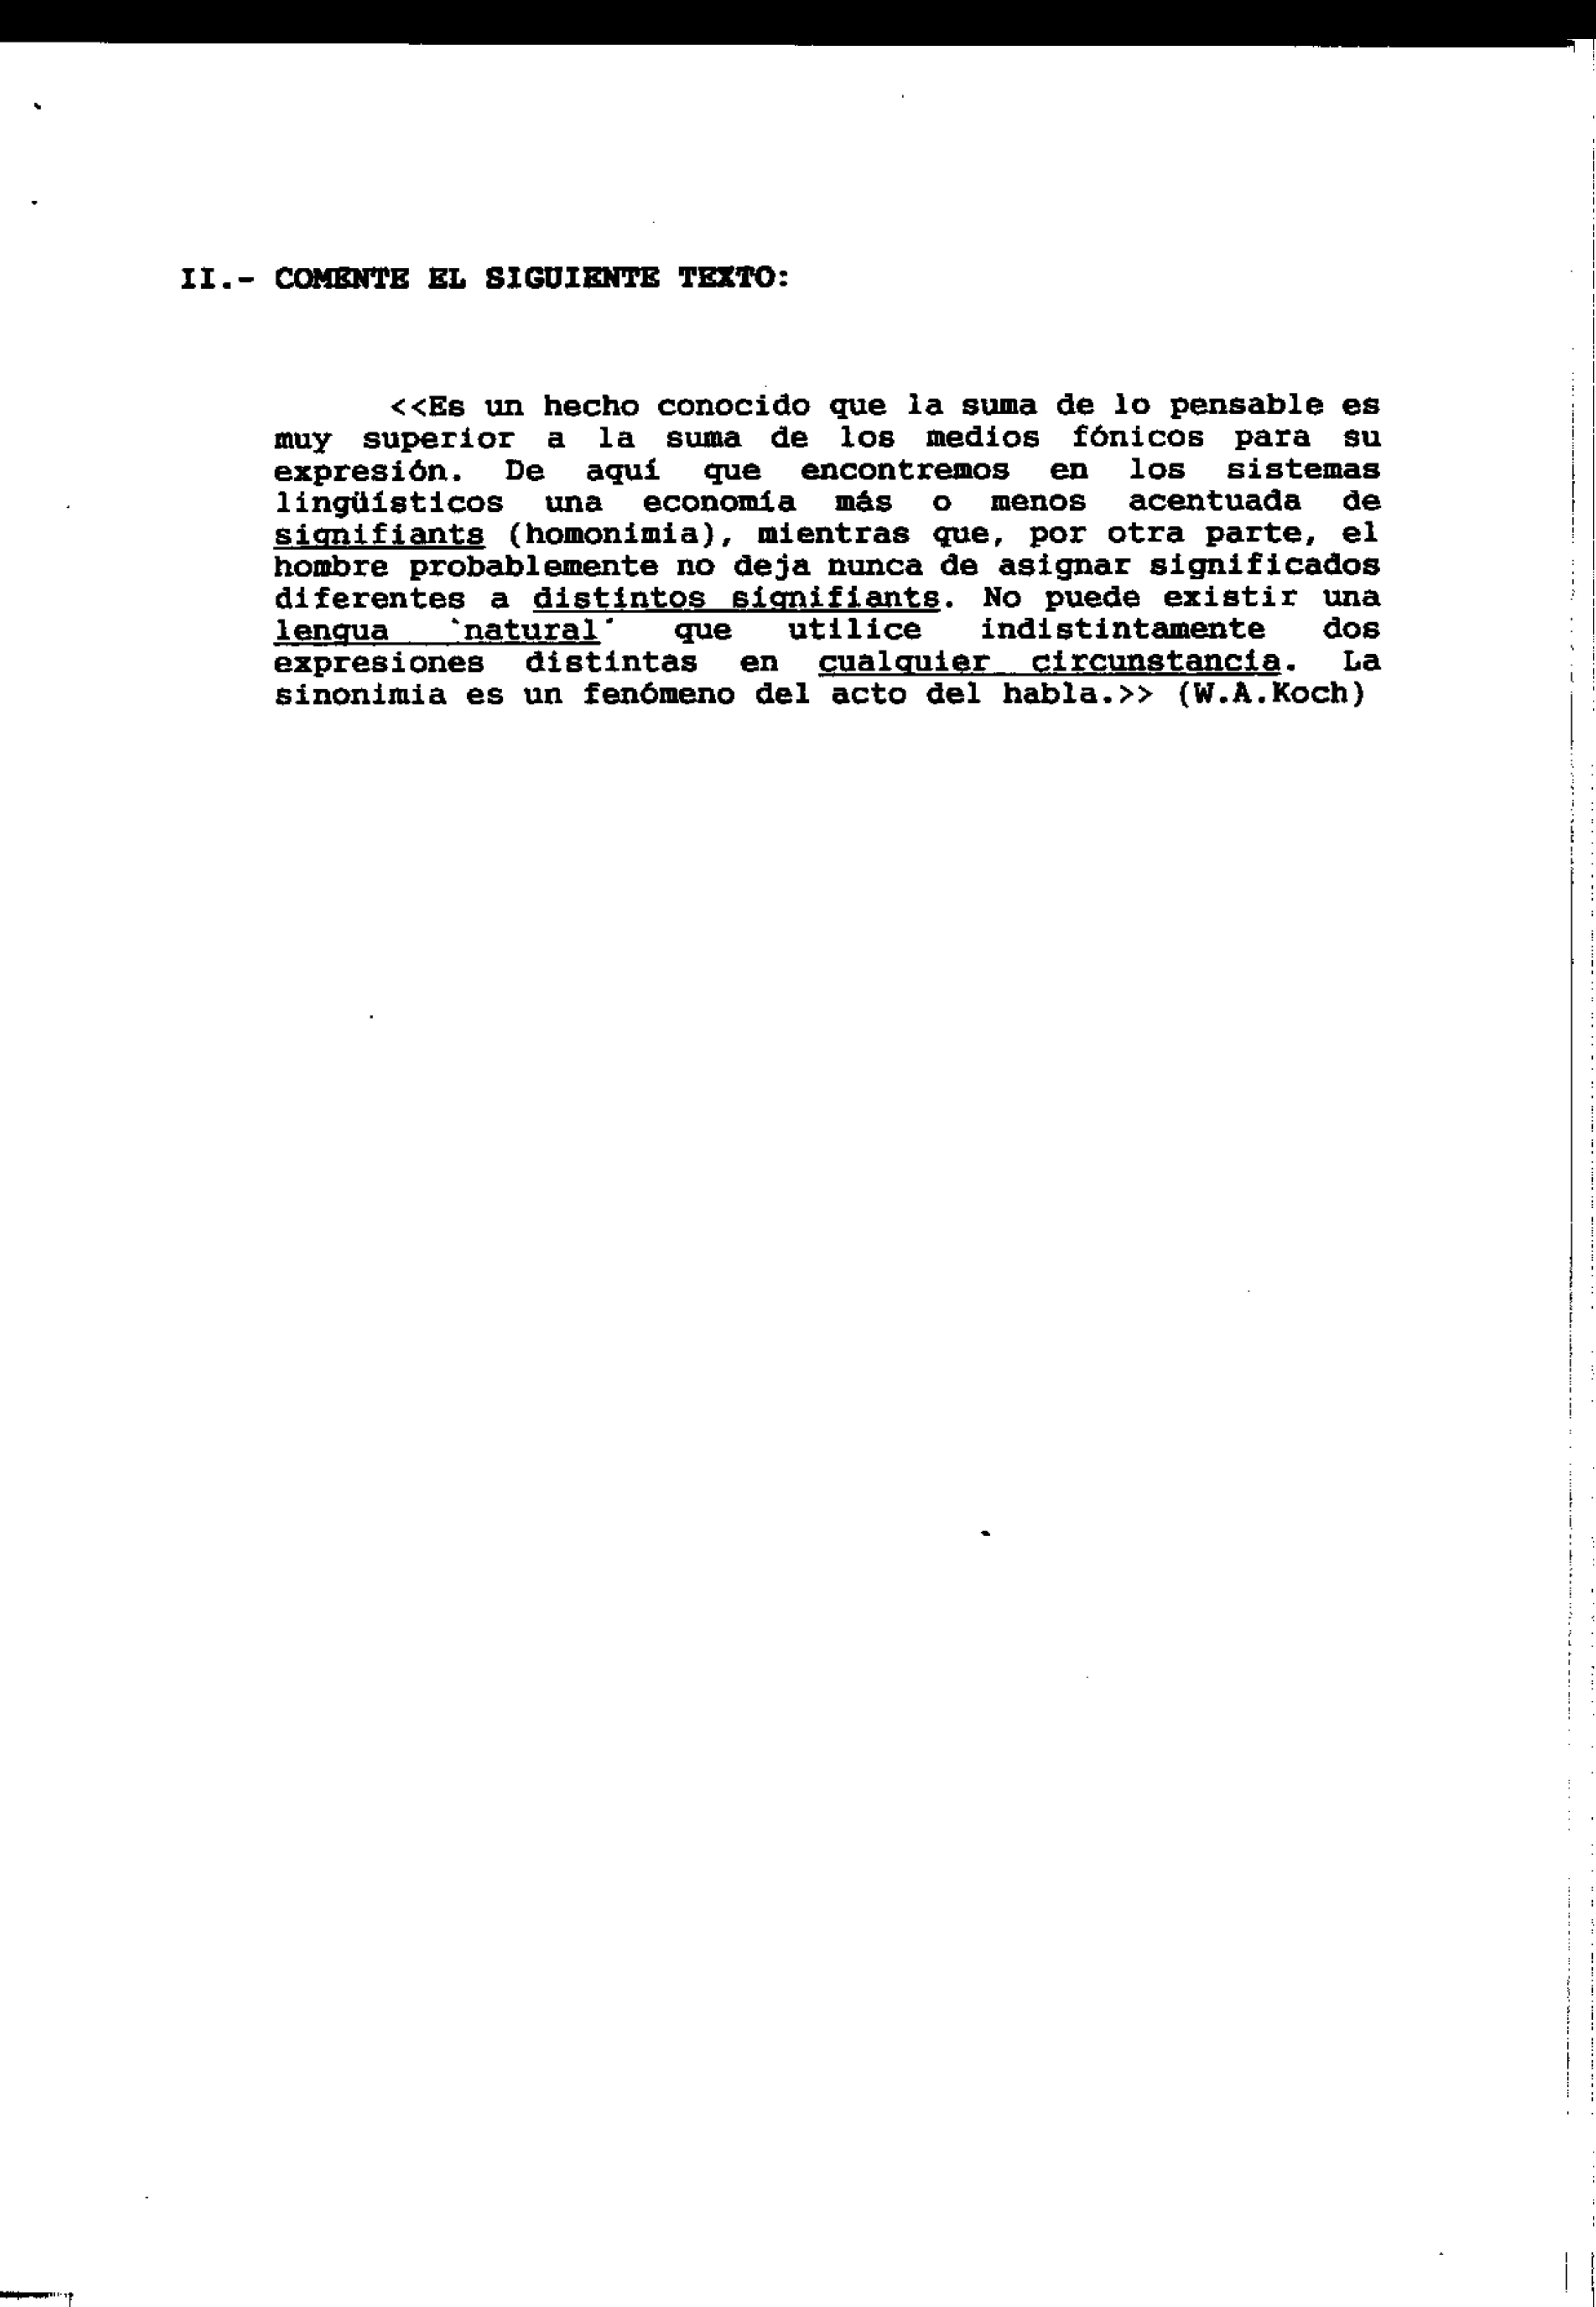 II.- COMENTE EL SIGUIENTE TEXTO:
<<Es un hecho conocido que la suma de lo pensable es
muy superior a la suma de los medios fónicos para su
expresión. De aquí que encontremos en los sistemas
lingüísticos una economía más o menos acentuada de
signifiants (homonimia), mientras que, por otra parte, el
hombre probablemente no deja nunca de asignar significados
diferentes a distintos signifiants. No puede existir una
lengua `natural´ que utilice indistintamente dos
expresiones distintas en cualquier circunstancia. La
sinonimia es un fenómeno del acto del habla.>> (W.A.Koch)